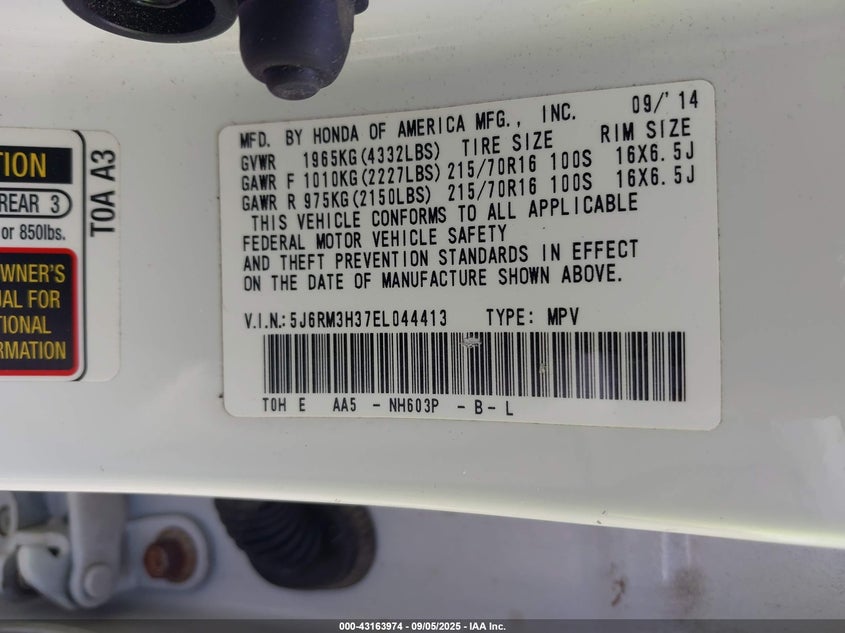 TION
REAR 3
or 850lbs.
WNER'S
UAL FOR
TIONAL
RMATION
TOA A3
MFD. BY HONDA OF AMERICA MFG., INC. 09/'14
GVWR 1965KG(4332LBS) TIRE SIZE RIM SIZE
GAWR F 1010KG(2227LBS) 215/70R16 100S 16X6.5J
GAWR R 975KG(2150LBS) 215/70R16 100S 16X6.5J
THIS VEHICLE CONFORMS TO ALL APPLICABLE
FEDERAL MOTOR VEHICLE SAFETY
AND THEFT PREVENTION STANDARDS IN EFFECT
ON THE DATE OF MANUFACTURE SHOWN ABOVE.
V.I.N.: 5J6RM3H37EL044413 TYPE: MPV
TOH E AA5 - NH603P - B - L
000-43163974 - 09/05/2025 - IAA Inc.